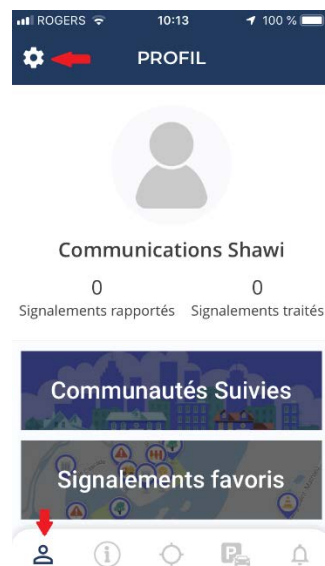 ROGERS 10:13 100 %
PROFIL
Communications Shawi
0 0
Signalements rapportés Signalements traités
Communautés Suivies
Signalements favoris
P